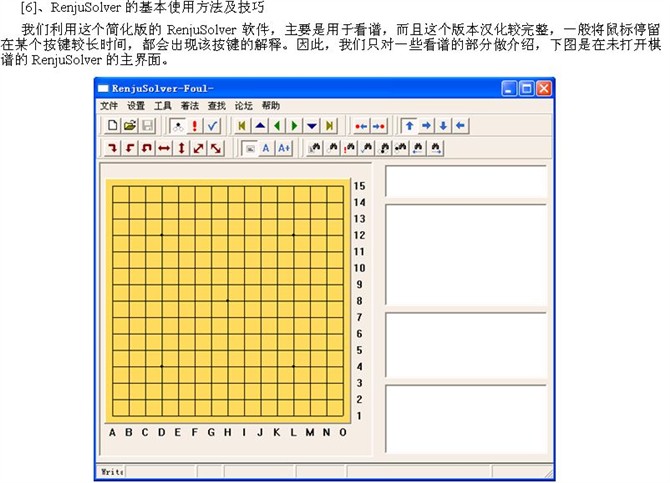 [6]、RenjuSolver 的基本使用方法及技巧
我们利用这个简化版的 RenjuSolver 软件，主要是用于看谱，而且这个版本汉化较完整，一般将鼠标停留
在某个按键较长时间，都会出现该按键的解释。因此，我们只对一些看谱的部分做介绍，下图是在未打开棋
谱的 RenjuSolver 的主界面。
RenjuSolver-Foul-
文件 设置 工具 著法 查找 论坛 帮助
A A+
15
14
13
12
11
10
9
8
7
6
5
4
3
2
1
A B C D E F G H I J K L M N O
Write